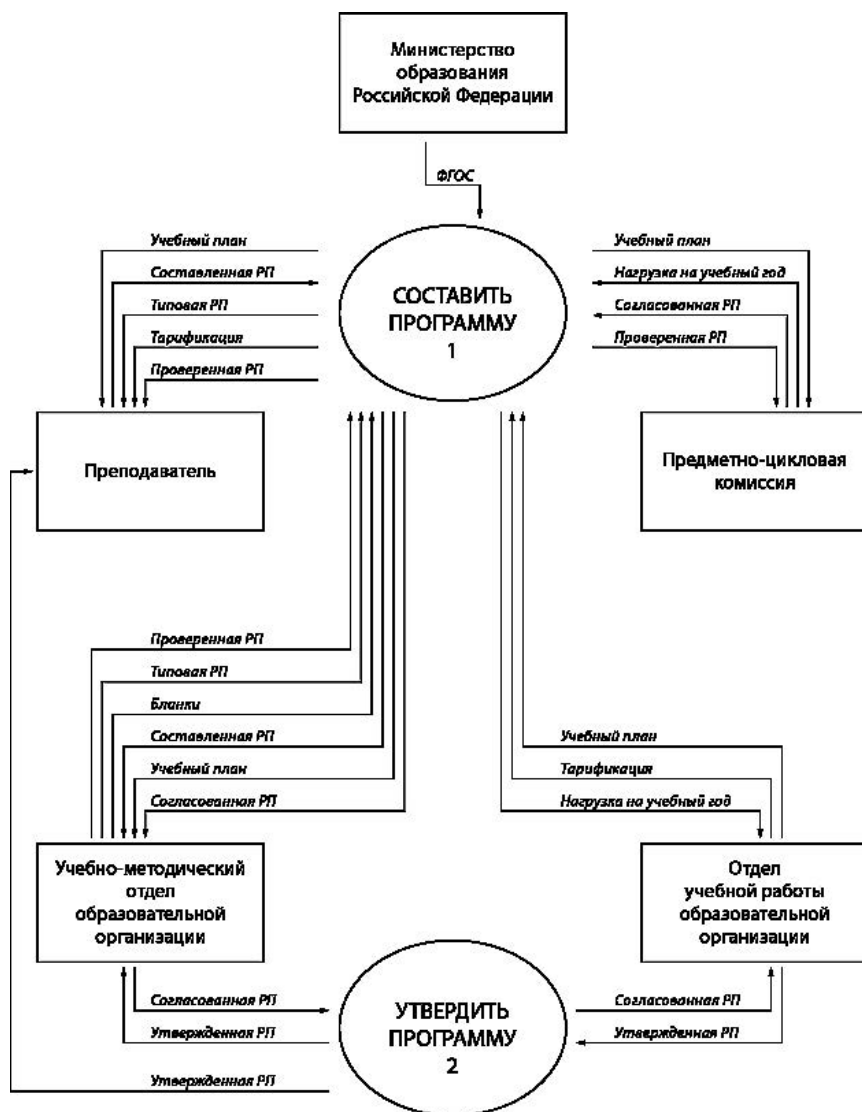 Министерство
образования
Российской Федерации
ФГОС
Учебный план
Составленная РП
Типовая РП
Тарификация
Проверенная РП
СОСТАВИТЬ
ПРОГРАММУ
1
Учебный план
Нагрузка на учебный год
Согласованная РП
Проверенная РП
Преподаватель
Предметно-цикловая
комиссия
Проверенная РП
Типовая РП
Бланки
Составленная РП
Учебный план
Согласованная РП
Учебный план
Тарификация
Нагрузка на учебный год
Учебно-методический
отдел
образовательной
организации
Отдел
учебной работы
образовательной
организации
Согласованная РП
Утвержденная РП
Утвержденная РП
УТВЕРДИТЬ
ПРОГРАММУ
2
Согласованная РП
Утвержденная РП